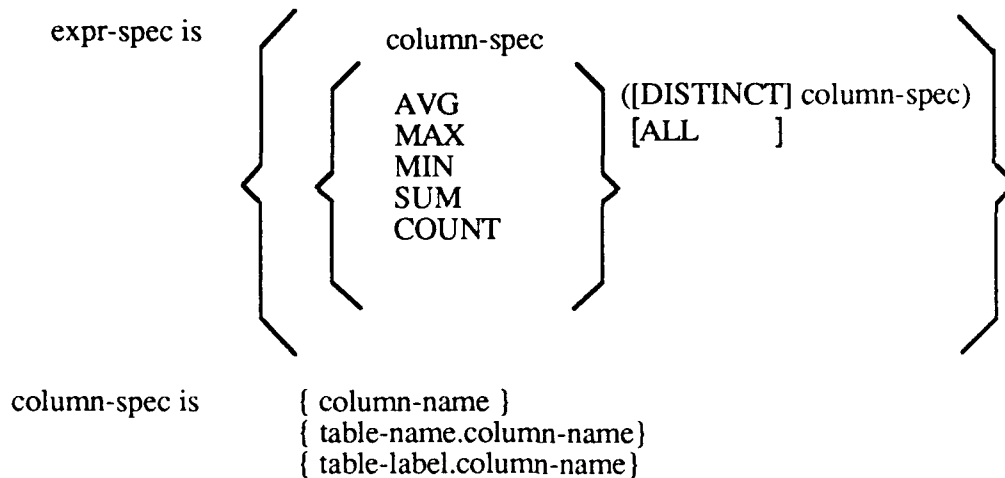 expr-spec is
column-spec
AVG
MAX
MIN
SUM
COUNT
([DISTINCT] column-spec)
[ALL ]
column-spec is { column-name }
{ table-name.column-name}
{ table-label.column-name}